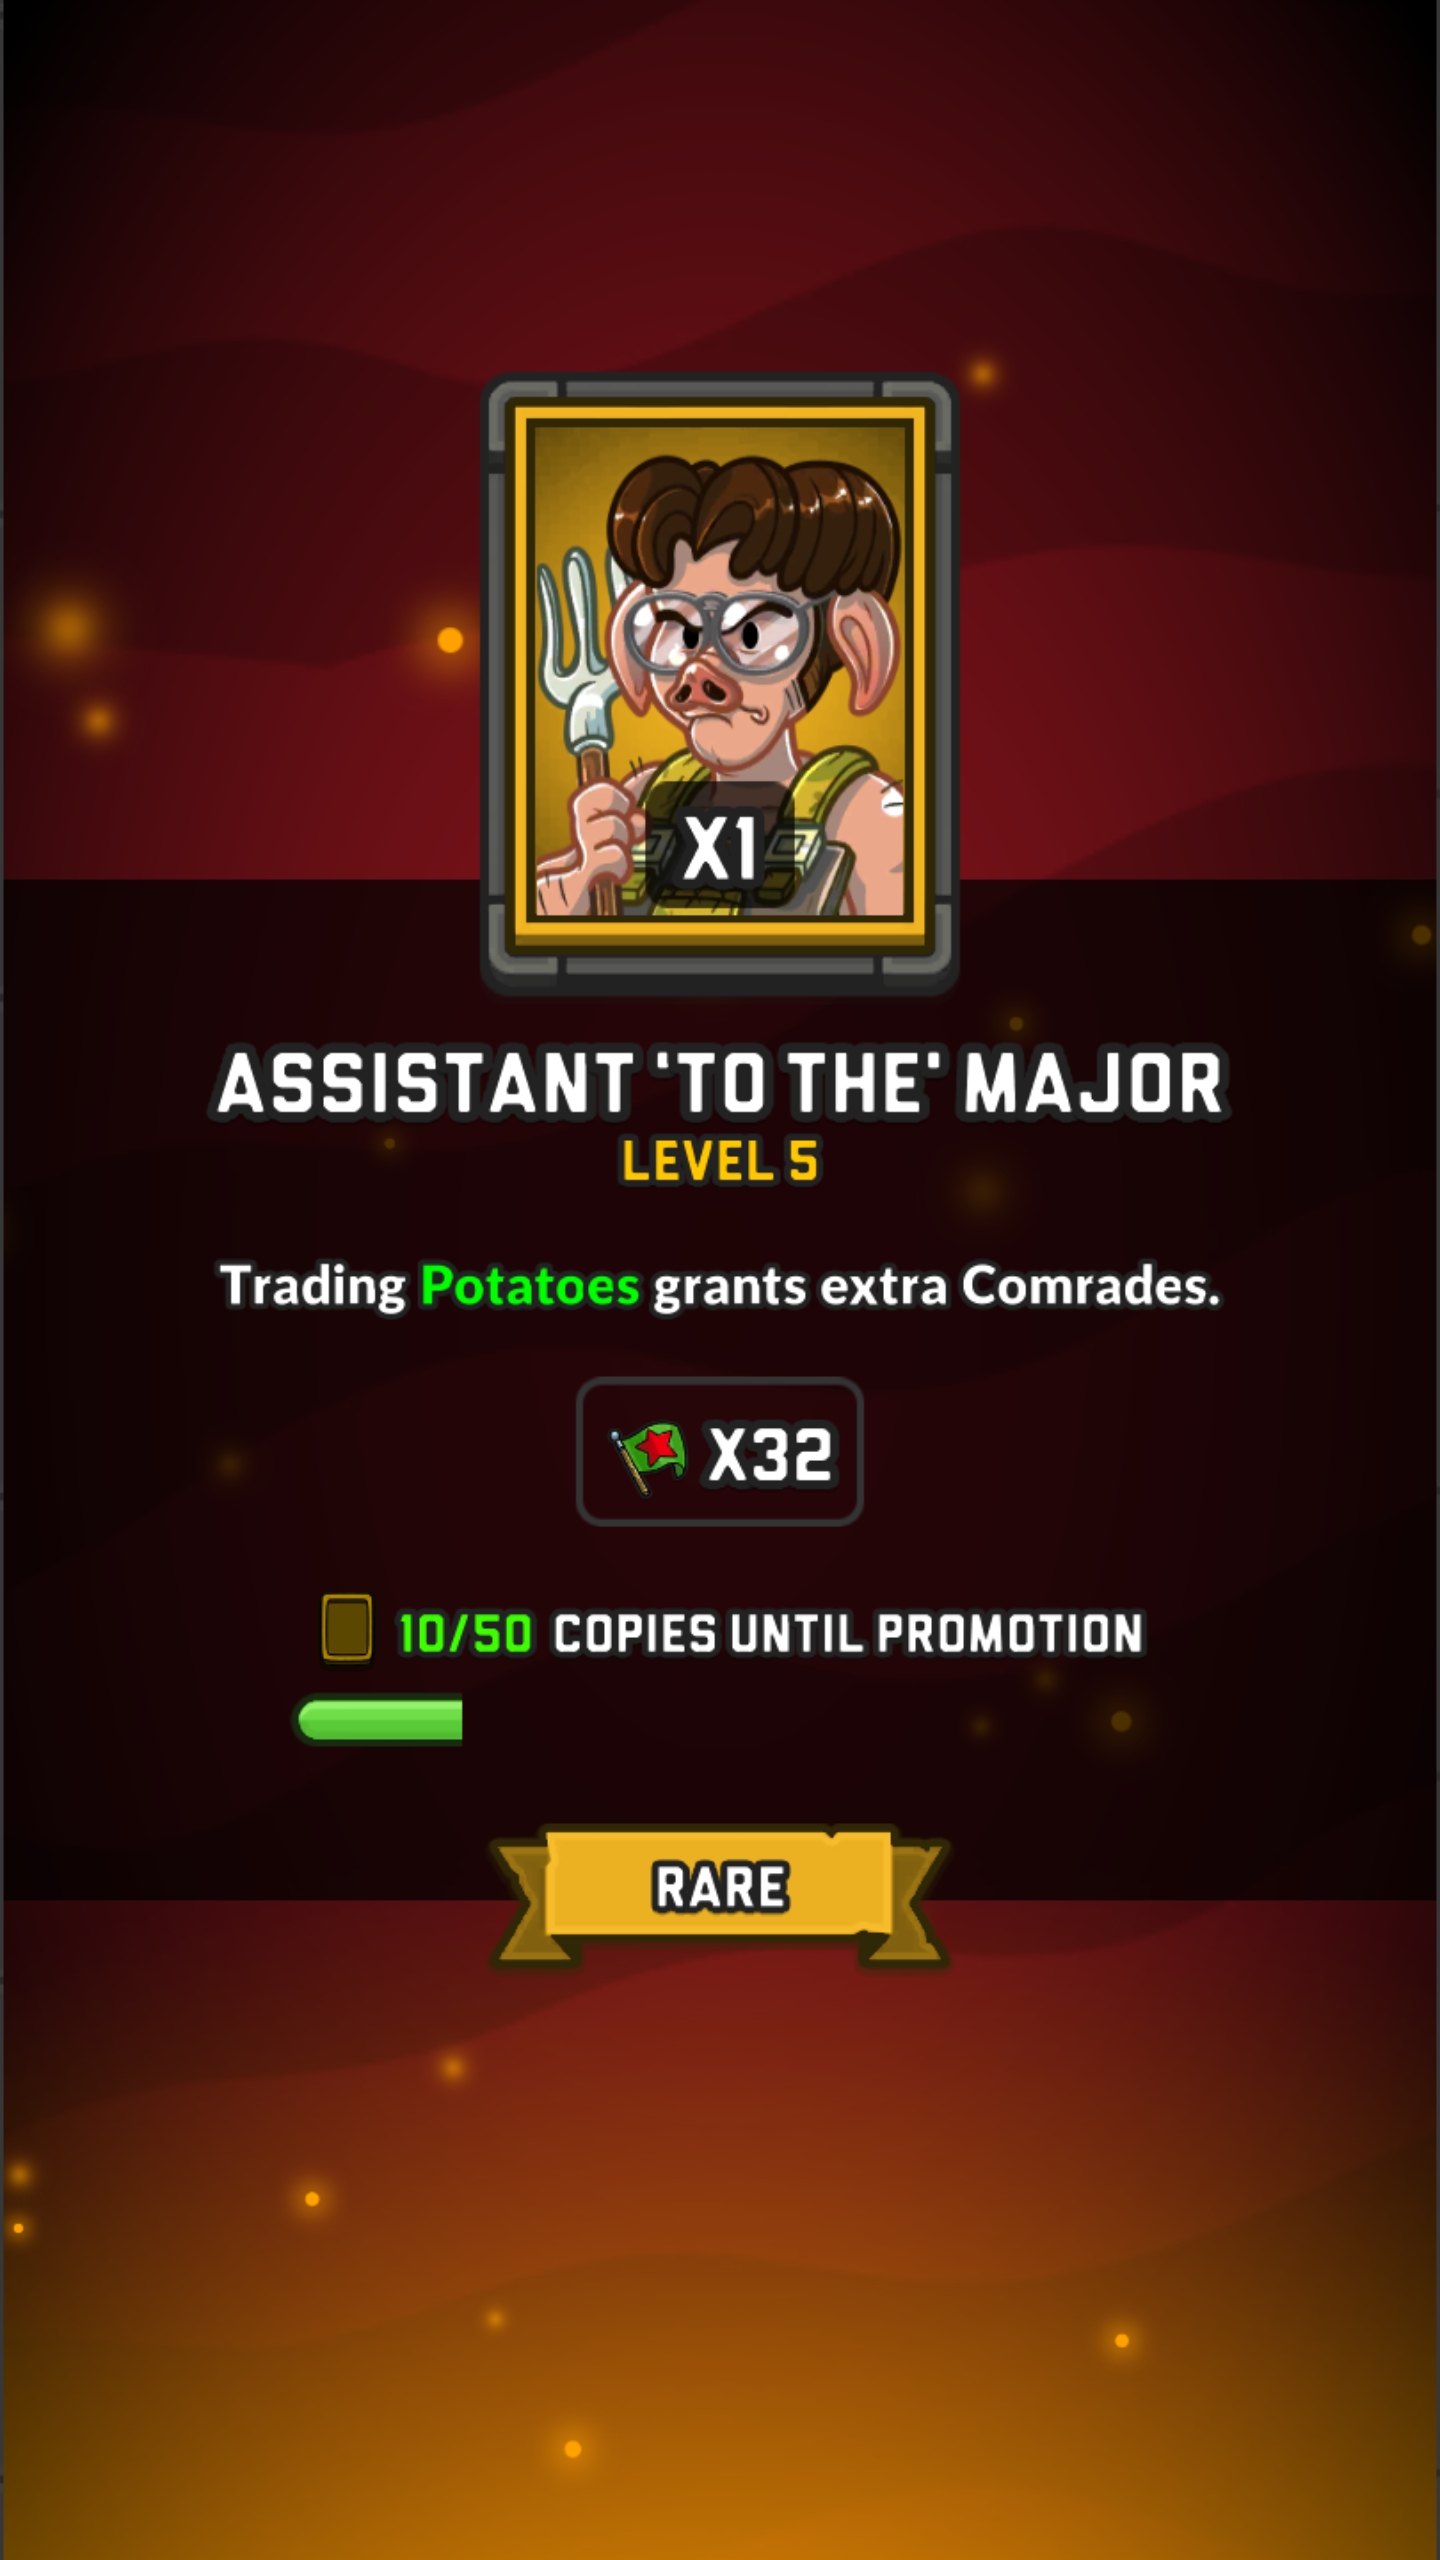 X1
ASSISTANT 'TO THE' MAJOR
LEVEL 5
Trading Potatoes grants extra Comrades.
X32
10/50 COPIES UNTIL PROMOTION
RARE